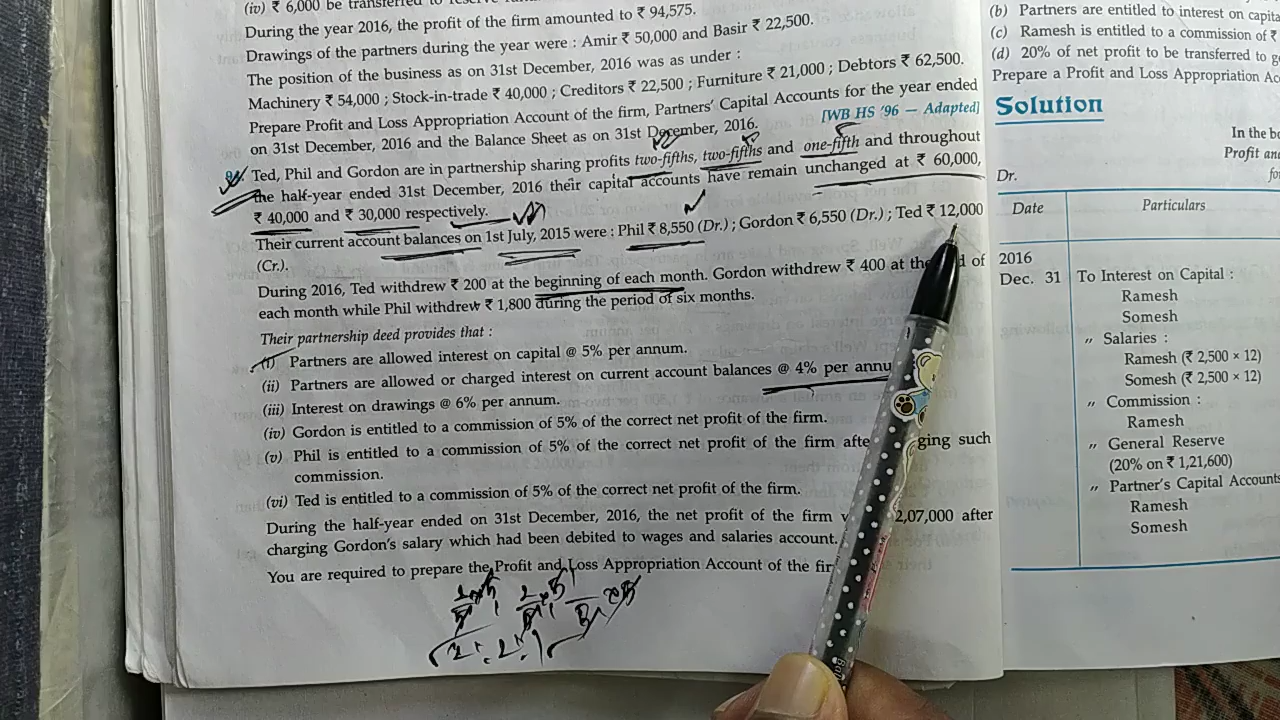 (iv) ₹ 6,000 be transferred to
During the year 2016, the profit of the firm amounted to ₹ 94,575.
Drawings of the partners during the year were : Amir ₹ 50,000 and Basir ₹ 22,500.
The position of the business as on 31st December, 2016 was as under :
Machinery ₹ 54,000 ; Stock-in-trade ₹ 40,000 ; Creditors ₹ 22,500 ; Furniture ₹ 21,000 ; Debtors ₹ 62,500.
Prepare Profit and Loss Appropriation Account of the firm, Partners' Capital Accounts for the year ended
on 31st December, 2016 and the Balance Sheet as on 31st December, 2016.
[WB HS '96 — Adapted]
Ted, Phil and Gordon are in partnership sharing profits two-fifths, two-fifths and one-fifth and throughout
the half-year ended 31st December, 2016 their capital accounts have remain unchanged at ₹ 60,000,
₹ 40,000 and ₹ 30,000 respectively.
Their current account balances on 1st July, 2015 were : Phil ₹ 8,550 (Dr.) ; Gordon ₹ 6,550 (Dr.) ; Ted ₹ 12,000
(Cr.).
During 2016, Ted withdrew ₹ 200 at the beginning of each month. Gordon withdrew ₹ 400 at the of
each month while Phil withdrew ₹ 1,800 during the period of six months.
Their partnership deed provides that :
(i) Partners are allowed interest on capital @ 5% per annum.
(ii) Partners are allowed or charged interest on current account balances @ 4% per annu
(iii) Interest on drawings @ 6% per annum.
(iv) Gordon is entitled to a commission of 5% of the correct net profit of the firm.
(v) Phil is entitled to a commission of 5% of the correct net profit of the firm afte ging such
commission.
(vi) Ted is entitled to a commission of 5% of the correct net profit of the firm.
During the half-year ended on 31st December, 2016, the net profit of the firm 2,07,000 after
charging Gordon's salary which had been debited to wages and salaries account.
You are required to prepare the Profit and Loss Appropriation Account of the fir
2 : 2 : 1
(b) Partners are entitled to interest on capita
(c) Ramesh is entitled to a commission of ₹
(d) 20% of net profit to be transferred to g
Prepare a Profit and Loss Appropriation Ac
Solution
In the b
Profit and
Dr. fo
Date Particulars
2016
Dec. 31 To Interest on Capital :
Ramesh
Somesh
„ Salaries :
Ramesh (₹ 2,500 × 12)
Somesh (₹ 2,500 × 12)
„ Commission :
Ramesh
„ General Reserve
(20% on ₹ 1,21,600)
„ Partner's Capital Accounts
Ramesh
Somesh